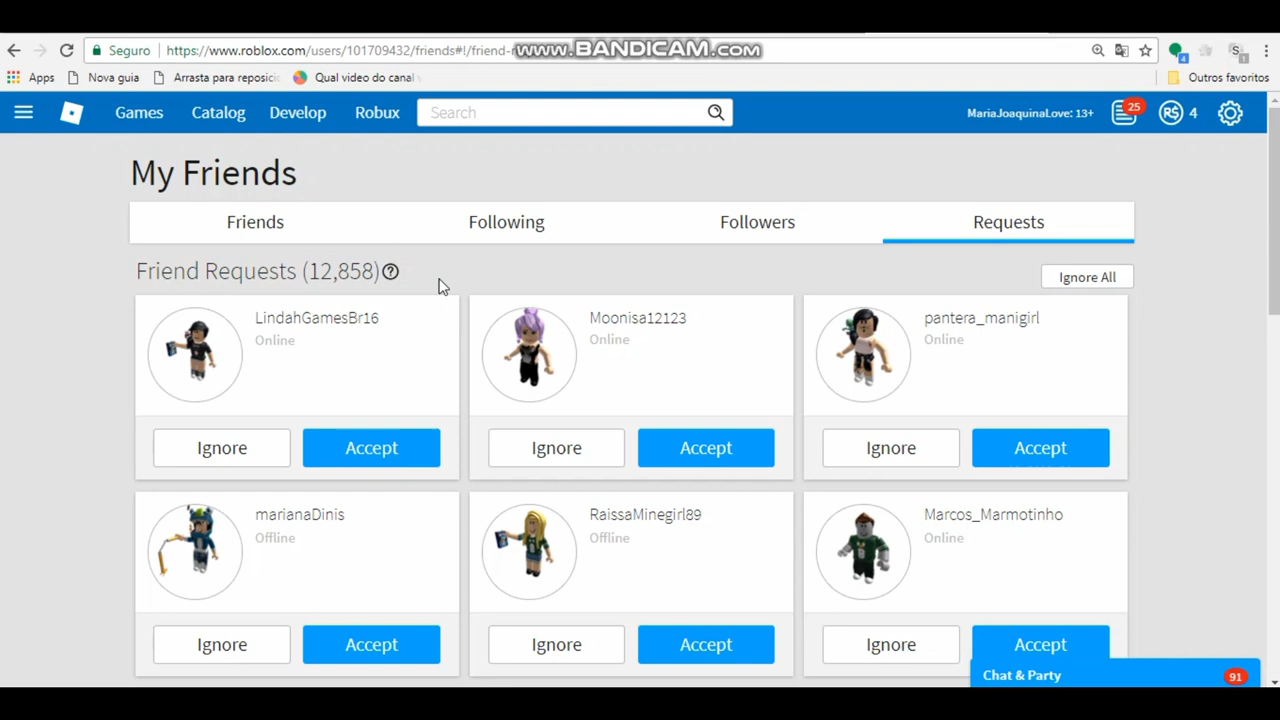 Seguro https://www.roblox.com/users/101709432/friends#!/friend-
www.BANDICAM.com
Apps Nova guia Arrasta para reposici Qual video do canal Outros favoritos
Games Catalog Develop Robux Search MariaJoaquinaLove: 13+ 25 R$ 4
My Friends
Friends Following Followers Requests
Friend Requests (12,858) Ignore All
LindahGamesBr16 Moonisa12123 pantera_manigirl
Online Online Online
Ignore Accept Ignore Accept Ignore Accept
marianaDinis RaissaMinegirl89 Marcos_Marmotinho
Offline Offline Online
Ignore Accept Ignore Accept Ignore Accept
Chat & Party 91